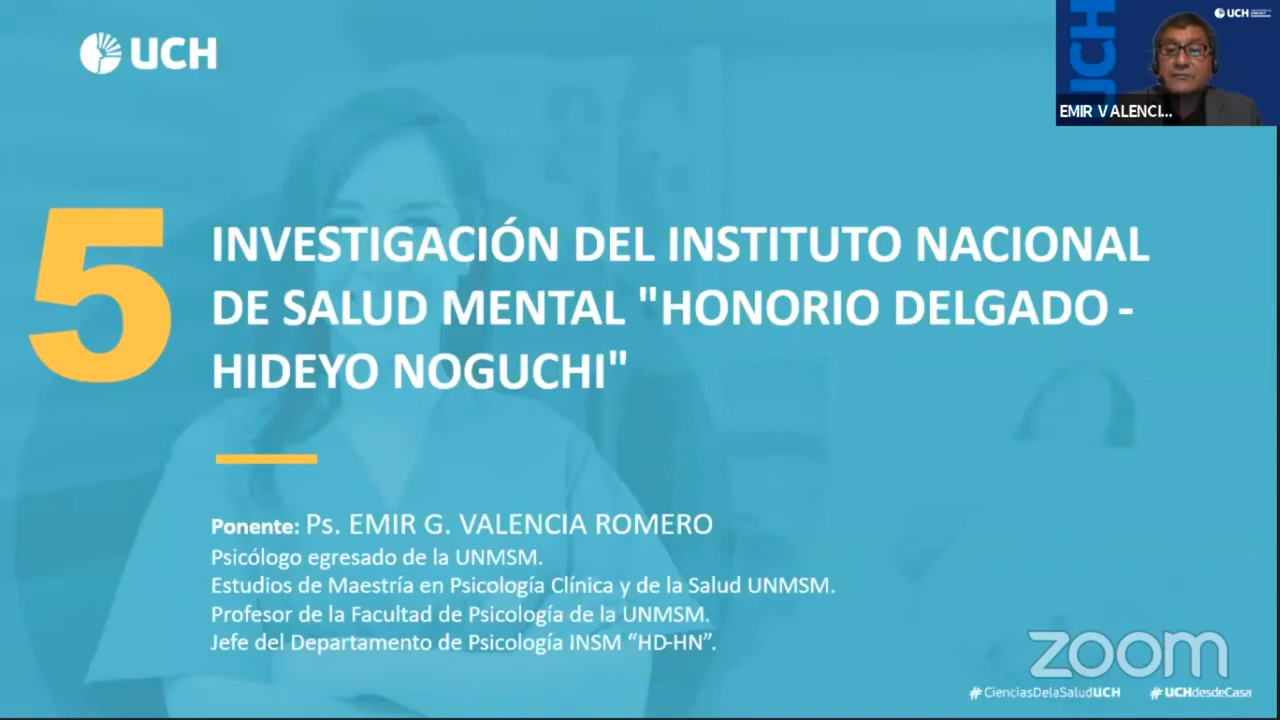 UCH
UCH
UCH
EMIR VALENCI...
5
INVESTIGACIÓN DEL INSTITUTO NACIONAL
DE SALUD MENTAL "HONORIO DELGADO -
HIDEYO NOGUCHI"
Ponente: Ps. EMIR G. VALENCIA ROMERO
Psicólogo egresado de la UNMSM.
Estudios de Maestría en Psicología Clínica y de la Salud UNMSM.
Profesor de la Facultad de Psicología de la UNMSM.
Jefe del Departamento de Psicología INSM “HD-HN”.
zoom
#CienciasDelaSaludUCH #UCHdesdeCasa